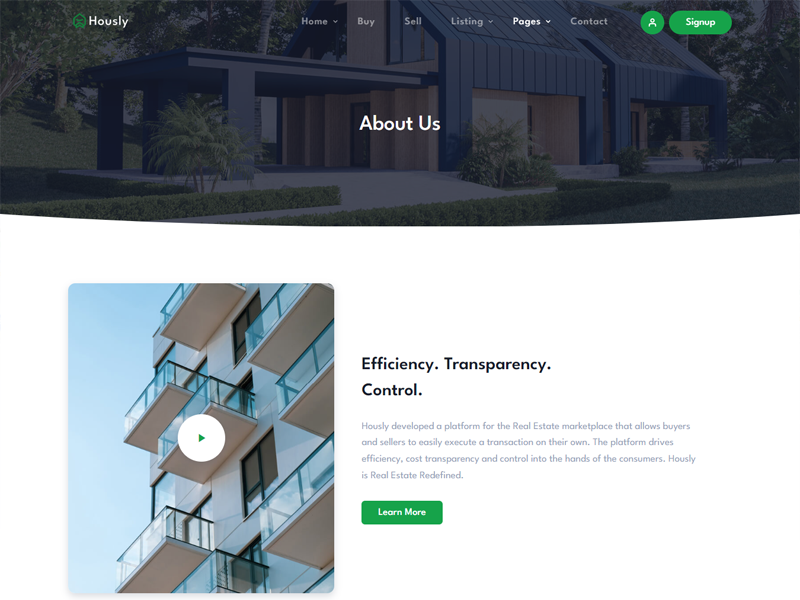 Hously
Home
Buy
Sell
Listing
Pages
Contact
Signup
About Us
Efficiency. Transparency.
Control.
Hously developed a platform for the Real Estate marketplace that allows buyers
and sellers to easily execute a transaction on their own. The platform drives
efficiency, cost transparency and control into the hands of the consumers. Hously
is Real Estate Redefined.
Learn More